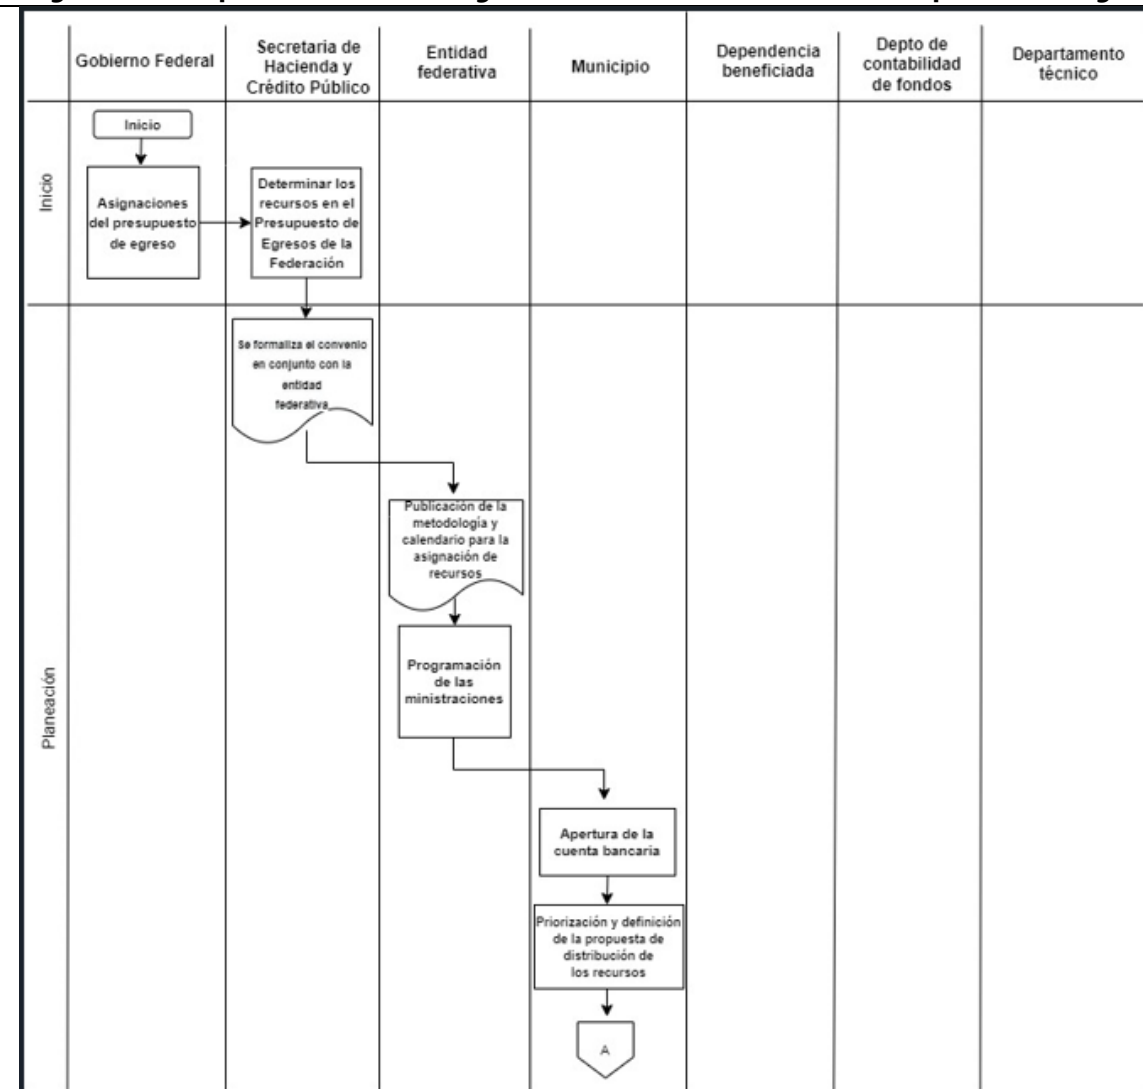 Gobierno Federal
Secretaria de
Hacienda y
Crédito Público
Entidad
federativa
Municipio
Dependencia
beneficiada
Depto de
contabilidad
de fondos
Departamento
técnico
Inicio
Inicio
Asignaciones
del presupuesto
de egreso
Determinar los
recursos en el
Presupuesto de
Egresos de la
Federación
Planeación
Se formaliza el convenio
en conjunto con la
entidad
federativa
Publicación de la
metodología y
calendario para la
asignación de
recursos
Programación
de las
ministraciones
Apertura de la
cuenta bancaria
Priorización y definición
de la propuesta de
distribución de
los recursos
A